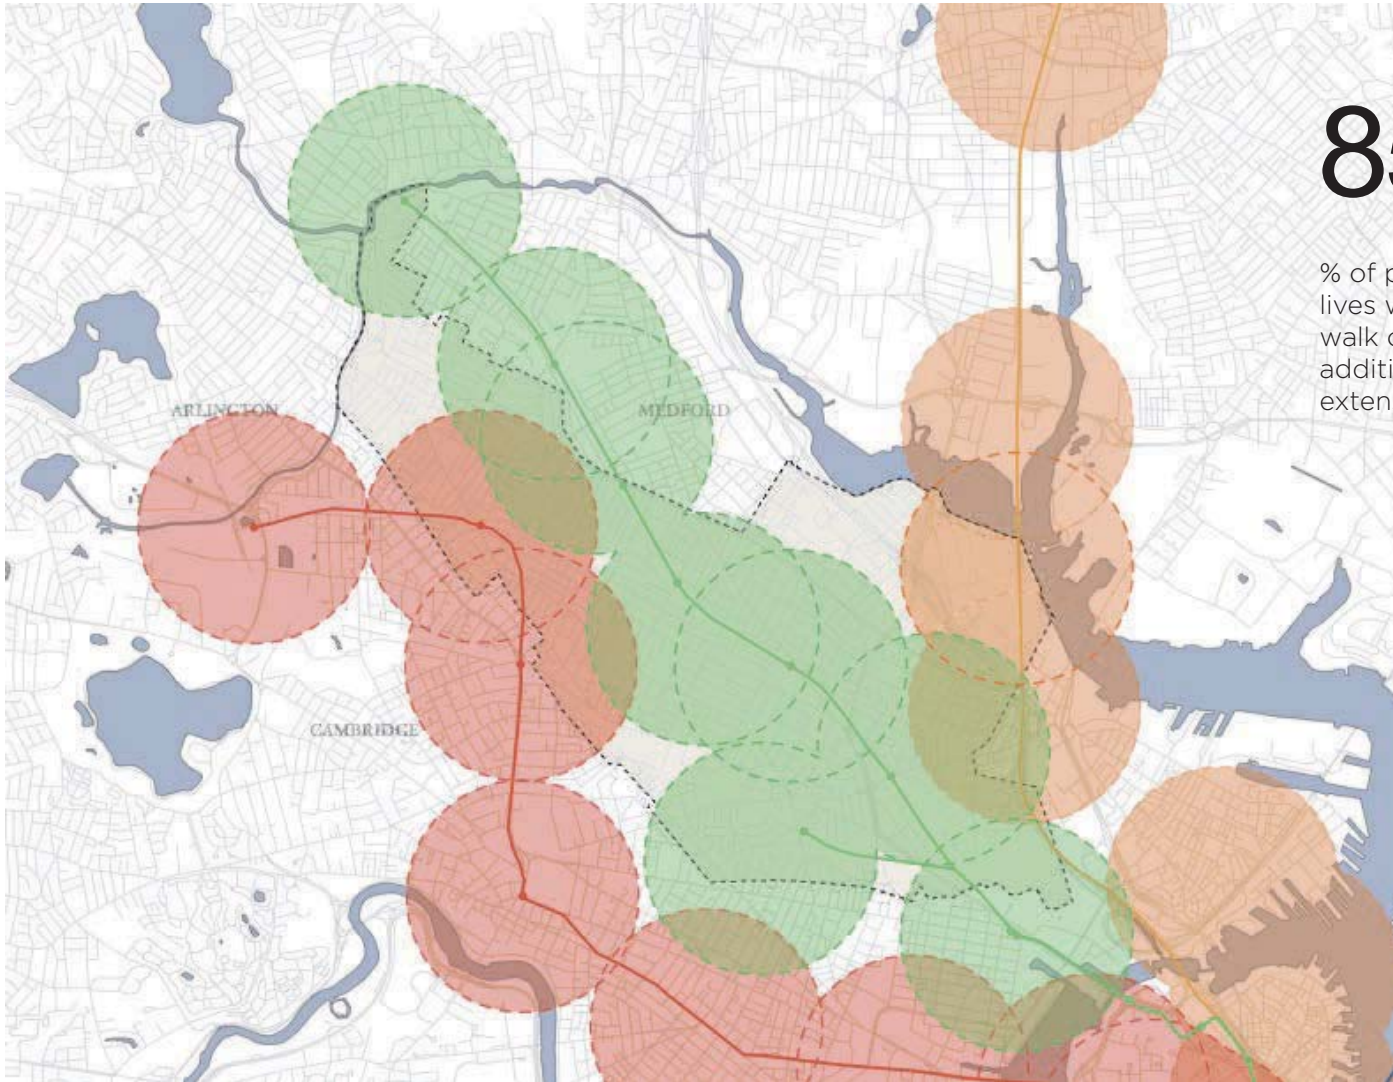 85
% of p
lives w
walk o
additi
exten
ARLINGTON
MEDFORD
CAMBRIDGE